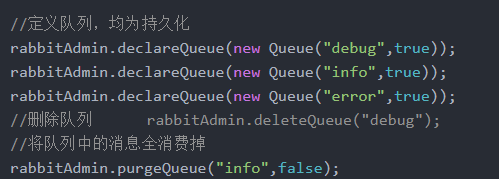 //定义队列，均为持久化
rabbitAdmin.declareQueue(new Queue("debug",true));
rabbitAdmin.declareQueue(new Queue("info",true));
rabbitAdmin.declareQueue(new Queue("error",true));
//删除队列      rabbitAdmin.deleteQueue("debug");
//将队列中的消息全消费掉
rabbitAdmin.purgeQueue("info",false);